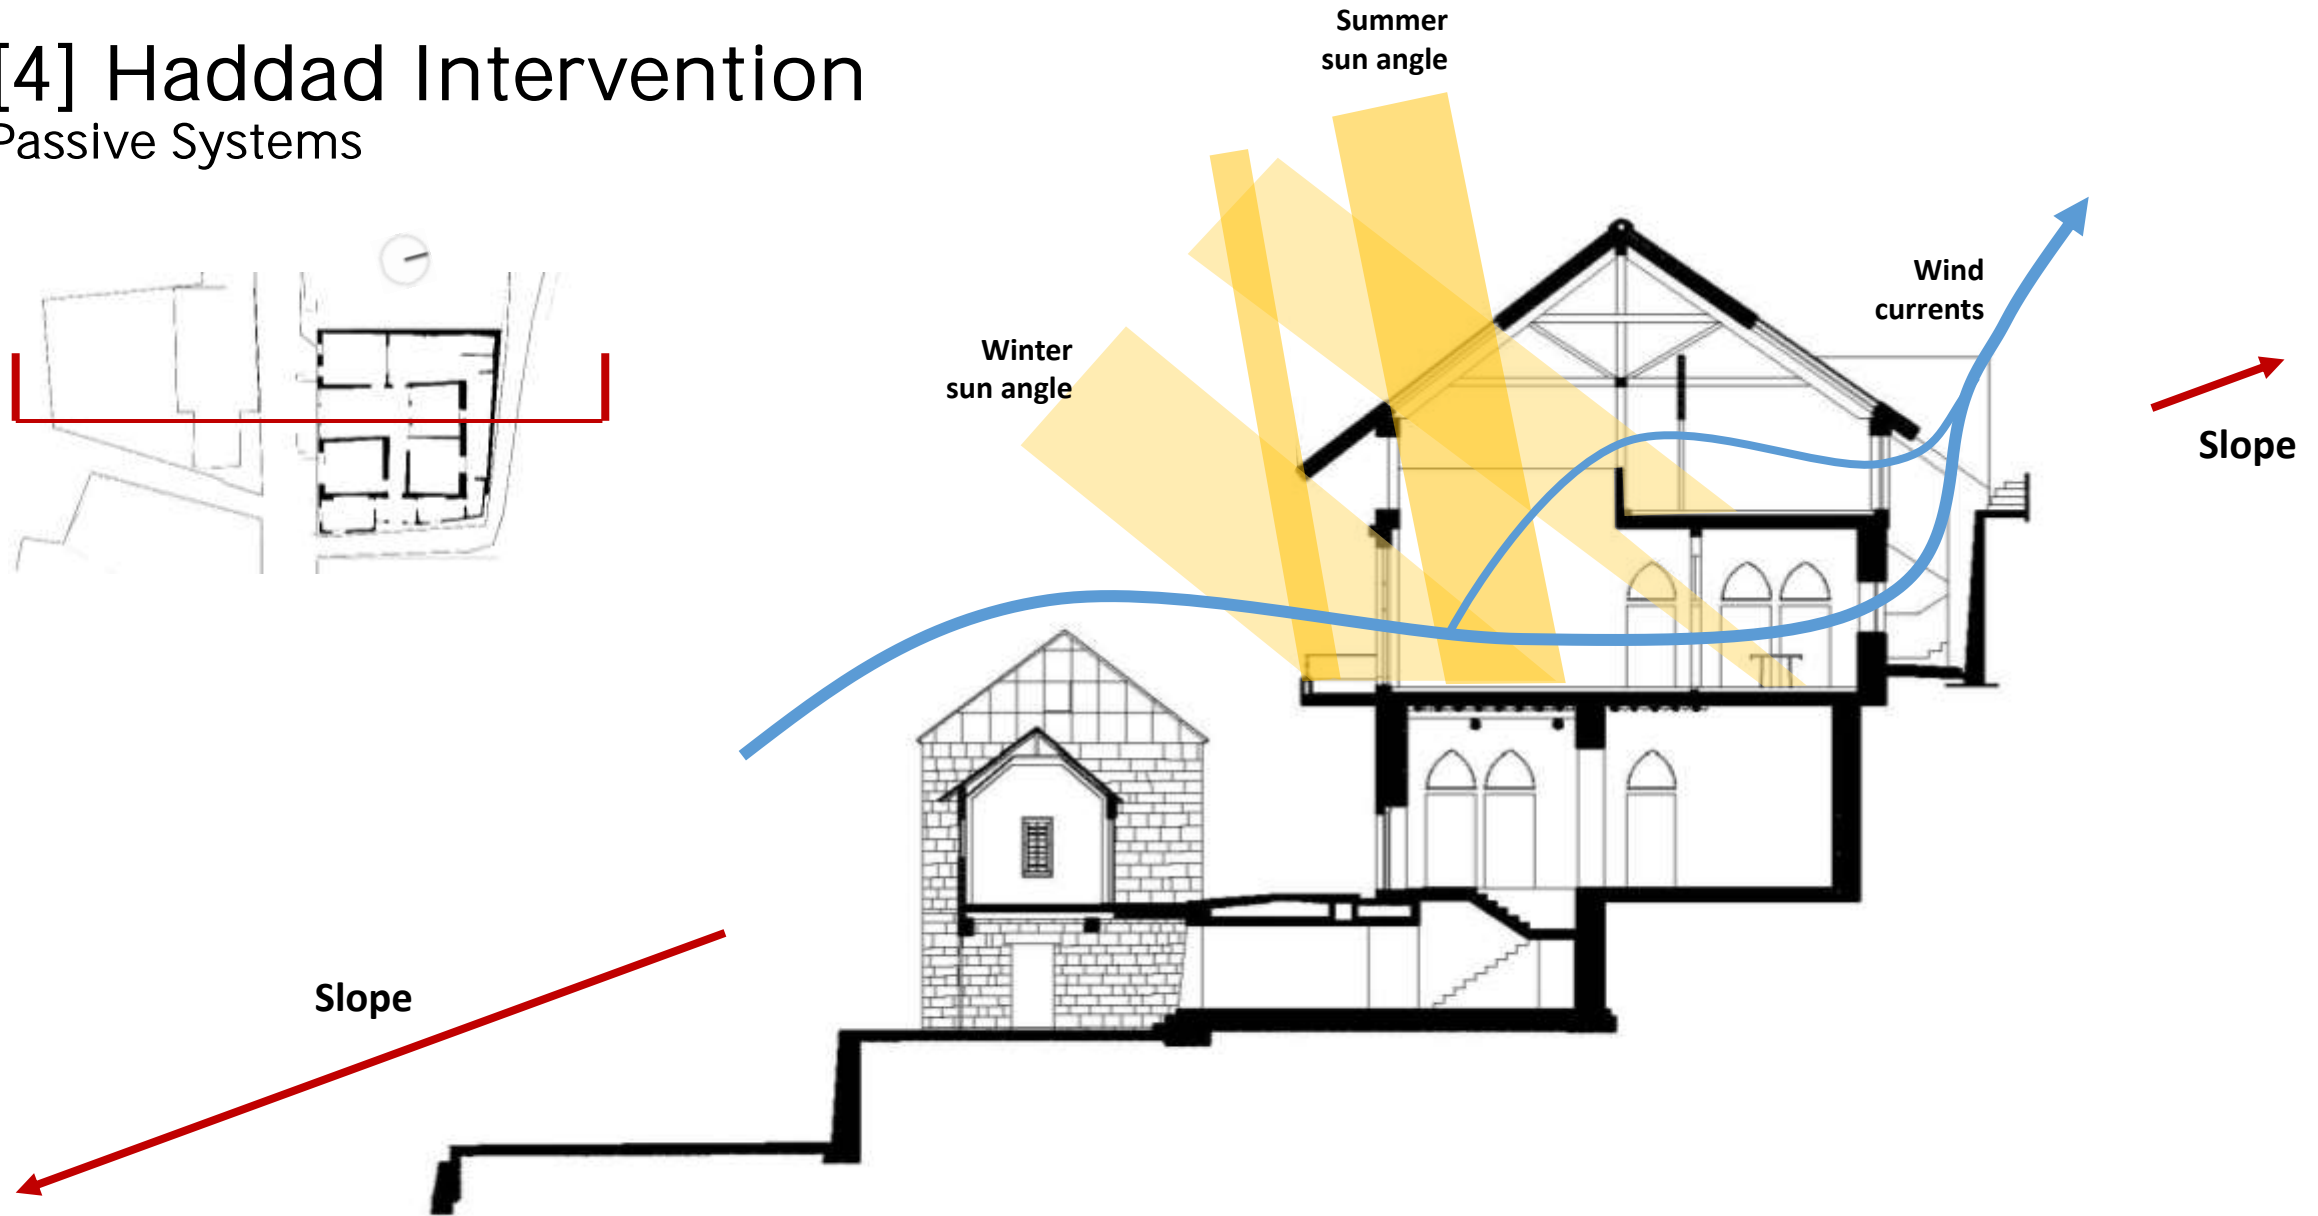 [4] Haddad Intervention
Passive Systems
Summer
sun angle
Winter
sun angle
Wind
currents
Slope
Slope